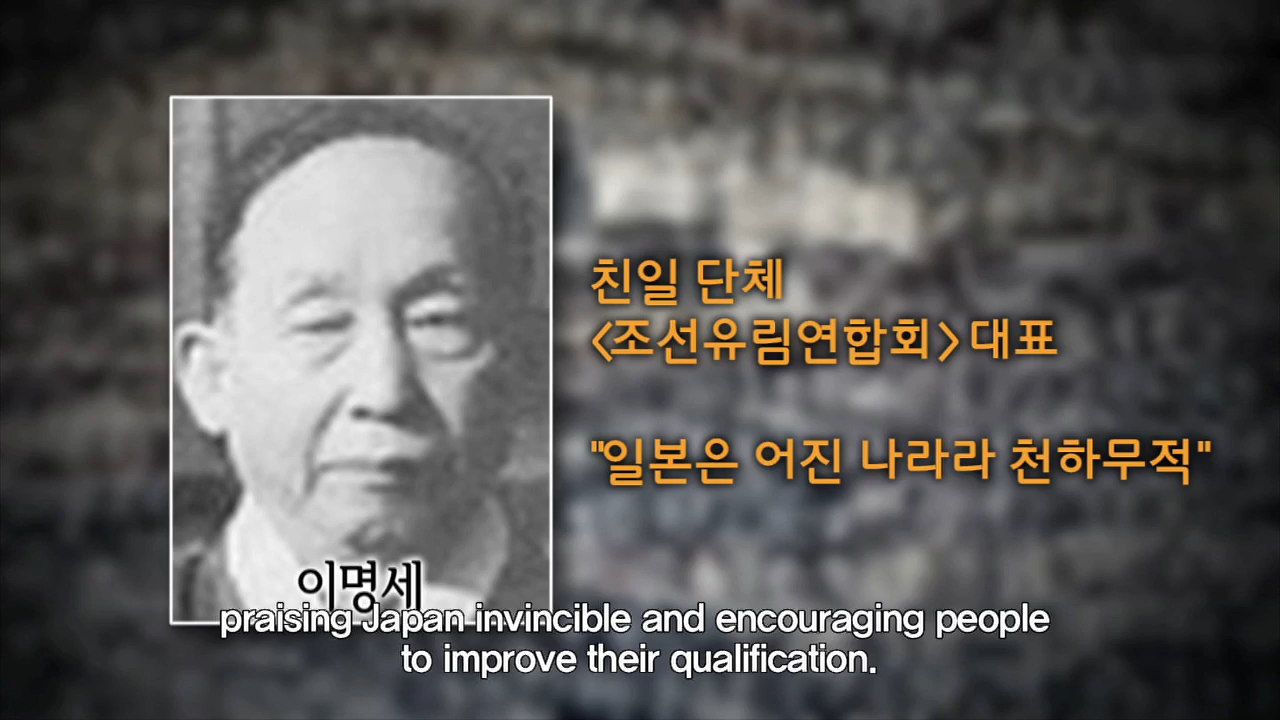 친일 단체
<조선유림연합회> 대표
"일본은 어진 나라라 천하무적"
이명세
praising Japan invincible and encouraging people
to improve their qualification.